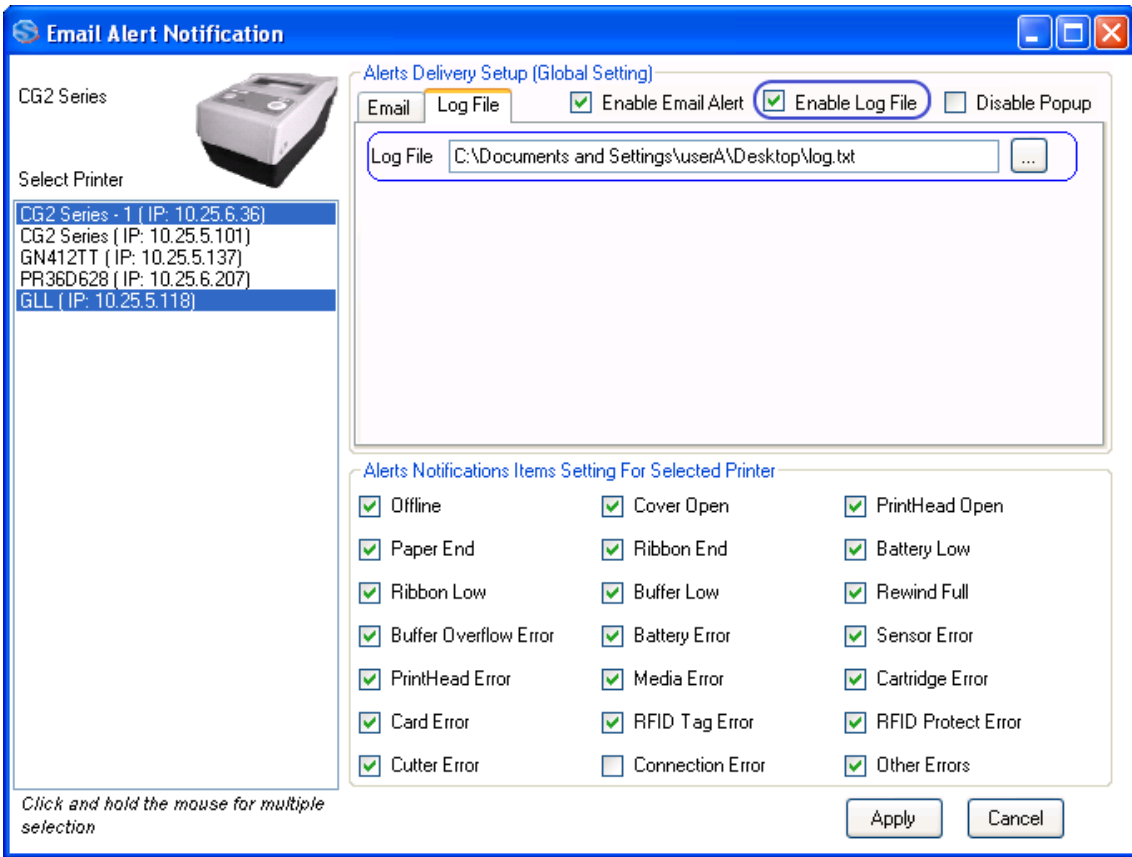 Email Alert Notification
CG2 Series
Select Printer
CG2 Series - 1 ( IP: 10.25.6.36)
CG2 Series ( IP: 10.25.5.101)
GN412TT ( IP: 10.25.5.137)
PR36D628 ( IP: 10.25.6.207)
GLL ( IP: 10.25.5.118)
Click and hold the mouse for multiple
selection
Alerts Delivery Setup (Global Setting)
Email Log File Enable Email Alert Enable Log File Disable Popup
Log File C:\Documents and Settings\userA\Desktop\log.txt ...
Alerts Notifications Items Setting For Selected Printer
Offline Cover Open PrintHead Open
Paper End Ribbon End Battery Low
Ribbon Low Buffer Low Rewind Full
Buffer Overflow Error Battery Error Sensor Error
PrintHead Error Media Error Cartridge Error
Card Error RFID Tag Error RFID Protect Error
Cutter Error Connection Error Other Errors
Apply Cancel